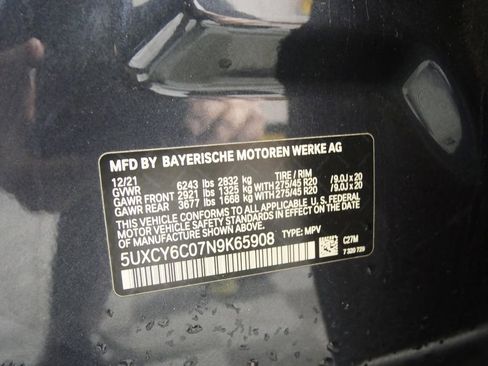 MFD BY BAYERISCHE MOTOREN WERKE AG
12/21 TIRE / RIM
GVWR 6243 lbs 2832 kg
GAWR FRONT 2921 lbs 1325 kg WITH 275/45 R20 /9.0J x 20
GAWR REAR 3677 lbs 1668 kg WITH 275/45 R20 /9.0J x 20
THIS VEHICLE CONFORMS TO ALL APPLICABLE U.S. FEDERAL
MOTOR VEHICLE SAFETY STANDARDS IN EFFECT ON THE
DATE OF MANUFACTURE SHOWN ABOVE.
5UXCY6C07N9K65908 TYPE: MPV
C27M
7 320 729